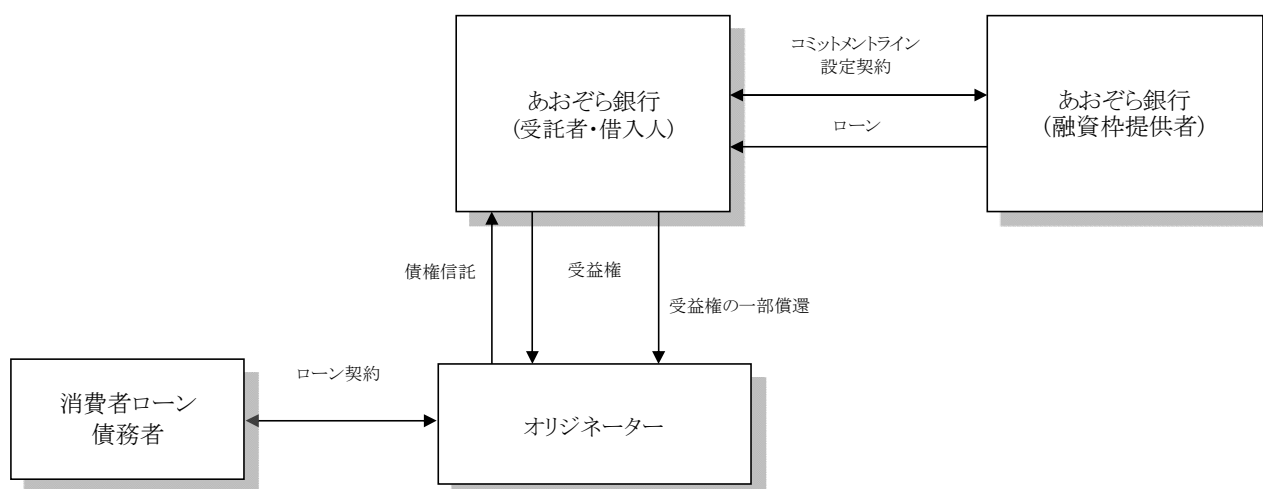 コミットメントライン
設定契約
あおぞら銀行
(受託者・借入人)
あおぞら銀行
(融資枠提供者)
ローン
債権信託
受益権
受益権の一部償還
ローン契約
消費者ローン
債務者
オリジネーター